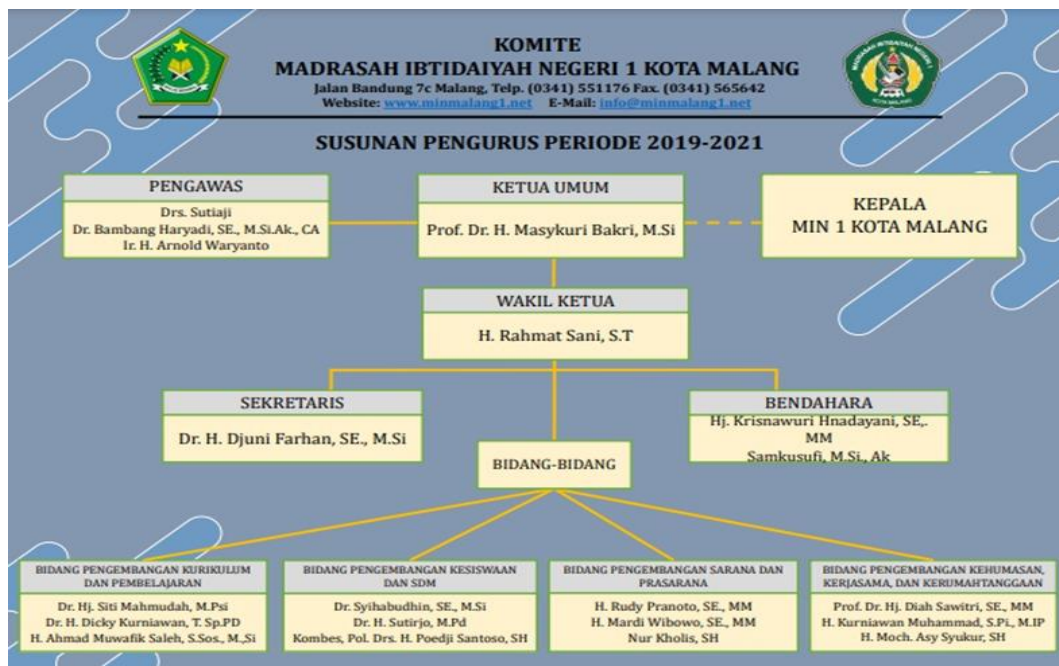 KOMITE
MADRASAH IBTIDAIYAH NEGERI 1 KOTA MALANG
Jalan Bandung 7c Malang, Telp. (0341) 551176 Fax. (0341) 565642
Website: www.minmalang1.net E-Mail: info@minmalang1.net
SUSUNAN PENGURUS PERIODE 2019-2021
PENGAWAS
Drs. Sutiaji
Dr. Bambang Haryadi, SE., M.Si.Ak., CA
Ir. H. Arnold Waryanto
KETUA UMUM
Prof. Dr. H. Masykuri Bakri, M.Si
KEPALA
MIN 1 KOTA MALANG
WAKIL KETUA
H. Rahmat Sani, S.T
SEKRETARIS
Dr. H. Djuni Farhan, SE., M.Si
BENDAHARA
Hj. Krisnawuri Hnadayani, SE,.
MM
Samkusufi, M.Si., Ak
BIDANG-BIDANG
BIDANG PENGEMBANGAN KURIKULUM
DAN PEMBELAJARAN
Dr. Hj. Siti Mahmudah, M.Psi
Dr. H. Dicky Kurniawan, T. Sp.PD
H. Ahmad Muwafik Saleh, S.Sos., M.,Si
BIDANG PENGEMBANGAN KESISWAAN
DAN SDM
Dr. Syihabudhin, SE., M.Si
Dr. H. Sutirjo, M.Pd
Kombes, Pol. Drs. H. Poedji Santoso, SH
BIDANG PENGEMBANGAN SARANA DAN
PRASARANA
H. Rudy Pranoto, SE., MM
H. Mardi Wibowo, SE., MM
Nur Kholis, SH
BIDANG PENGEMBANGAN KEHUMASAN,
KERJASAMA, DAN KERUMAHTANGGAAN
Prof. Dr. Hj. Diah Sawitri, SE., MM
H. Kurniawan Muhammad, S.Pi., M.IP
H. Moch. Asy Syukur, SH